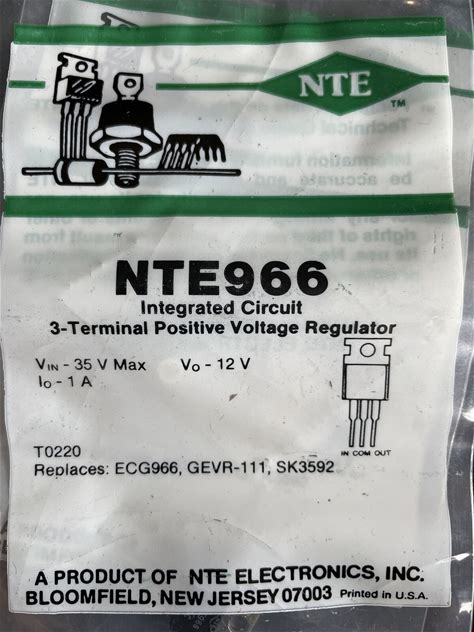 NTE
TM
NTE966
Integrated Circuit
3-Terminal Positive Voltage Regulator
VIN - 35 V Max VO - 12 V
IO - 1 A
IN COM OUT
T0220
Replaces: ECG966, GEVR-111, SK3592
A PRODUCT OF NTE ELECTRONICS, INC.
BLOOMFIELD, NEW JERSEY 07003 Printed in U.S.A.